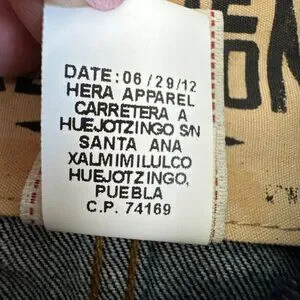 DATE: 06/29/12
HERA APPAREL
CARRETERA A
HUEJOTZINGO S/N
SANTA ANA
XALMIMILULCO
HUEJOTZINGO,
PUEBLA
C.P. 74169